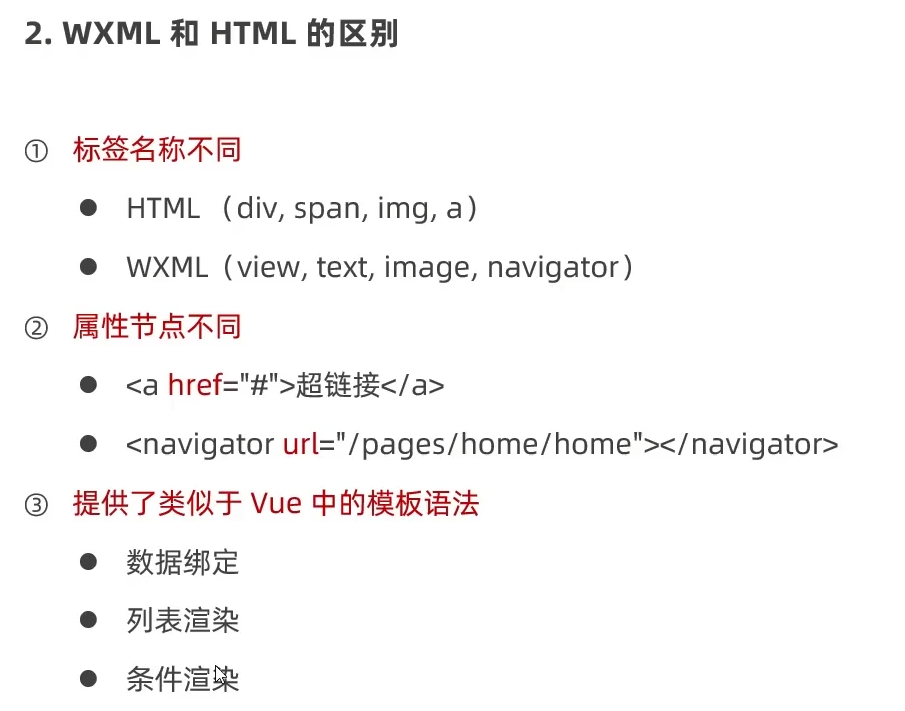 2. WXML 和 HTML 的区别
① 标签名称不同
● HTML （div, span, img, a）
● WXML（view, text, image, navigator）
② 属性节点不同
● <a href="#">超链接</a>
● <navigator url="/pages/home/home"></navigator>
③ 提供了类似于 Vue 中的模板语法
● 数据绑定
● 列表渲染
● 条件渲染